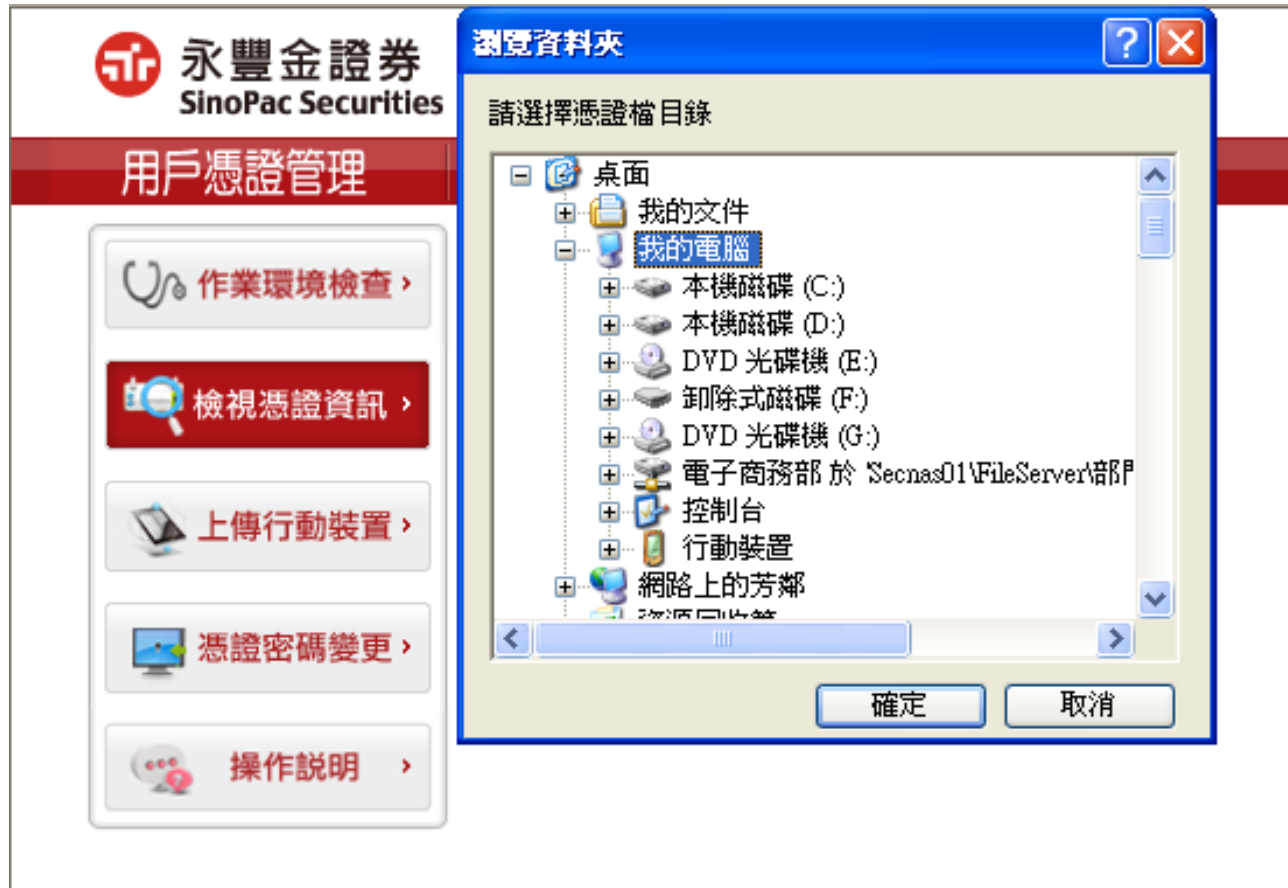 永豐金證券
SinoPac Securities
用戶憑證管理
作業環境檢查
檢視憑證資訊
上傳行動裝置
憑證密碼變更
操作說明
瀏覽資料夾
請選擇憑證檔目錄
桌面
我的文件
我的電腦
本機磁碟 (C:)
本機磁碟 (D:)
DVD 光碟機 (E:)
卸除式磁碟 (F:)
DVD 光碟機 (G:)
電子商務部 於 'Secnas01\FileServer\部
控制台
行動裝置
網路上的芳鄰
資源回收筒
確定
取消